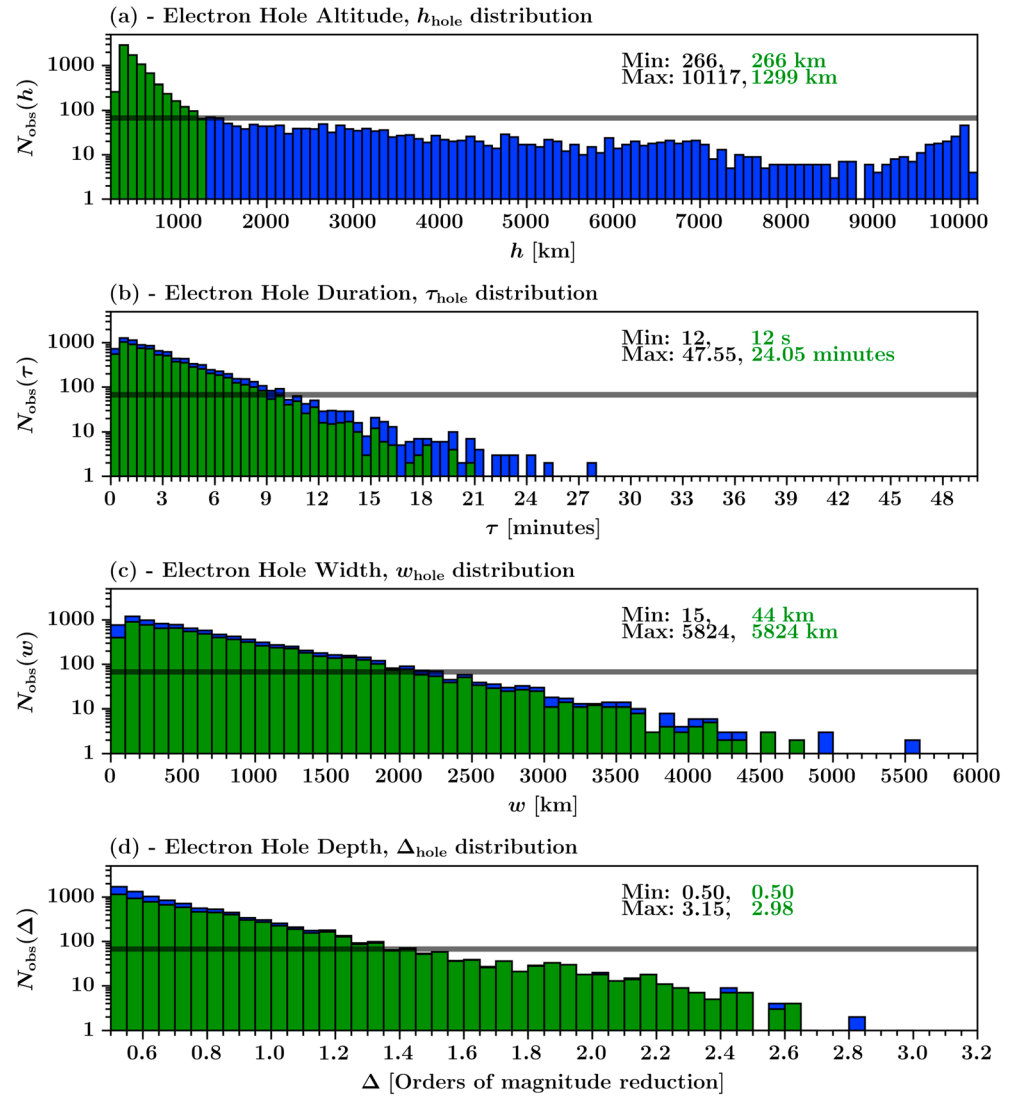 (a) - Electron Hole Altitude, h_hole distribution
Min: 266, 266 km
Max: 10117, 1299 km
N_obs(h)
1000
100
10
1
1000 2000 3000 4000 5000 6000 7000 8000 9000 10000
h [km]
(b) - Electron Hole Duration, τ_hole distribution
Min: 12, 12 s
Max: 47.55, 24.05 minutes
N_obs(τ)
1000
100
10
1
0 3 6 9 12 15 18 21 24 27 30 33 36 39 42 45 48
τ [minutes]
(c) - Electron Hole Width, w_hole distribution
Min: 15, 44 km
Max: 5824, 5824 km
N_obs(w)
1000
100
10
1
0 500 1000 1500 2000 2500 3000 3500 4000 4500 5000 5500 6000
w [km]
(d) - Electron Hole Depth, Δ_hole distribution
Min: 0.50, 0.50
Max: 3.15, 2.98
N_obs(Δ)
1000
100
10
1
0.6 0.8 1.0 1.2 1.4 1.6 1.8 2.0 2.2 2.4 2.6 2.8 3.0 3.2
Δ [Orders of magnitude reduction]